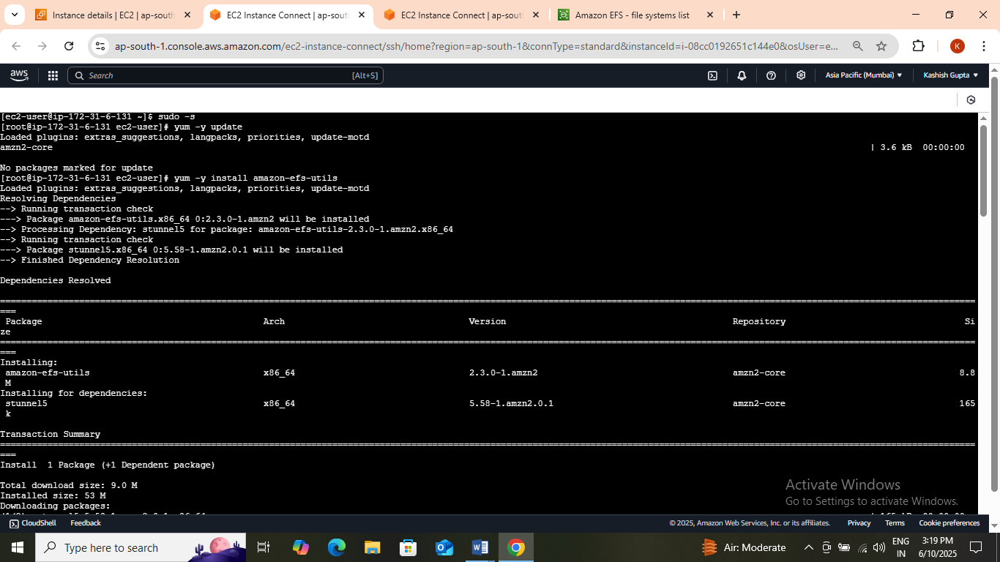 Instance details | EC2 | ap-south
EC2 Instance Connect | ap-south
EC2 Instance Connect | ap-south
Amazon EFS - file systems list
ap-south-1.console.aws.amazon.com/ec2-instance-connect/ssh/home?region=ap-south-1&connType=standard&instanceId=i-08cc0192651c144e0&osUser=e...
K
aws
Search
[Alt+S]
Asia Pacific (Mumbai)
Kashish Gupta
[ec2-user@ip-172-31-6-131 ~]$ sudo -s
[root@ip-172-31-6-131 ec2-user]# yum -y update
Loaded plugins: extras_suggestions, langpacks, priorities, update-motd
amzn2-core | 3.6 kB 00:00:00
No packages marked for update
[root@ip-172-31-6-131 ec2-user]# yum -y install amazon-efs-utils
Loaded plugins: extras_suggestions, langpacks, priorities, update-motd
Resolving Dependencies
--> Running transaction check
---> Package amazon-efs-utils.x86_64 0:2.3.0-1.amzn2 will be installed
--> Processing Dependency: stunnel5 for package: amazon-efs-utils-2.3.0-1.amzn2.x86_64
--> Running transaction check
---> Package stunnel5.x86_64 0:5.58-1.amzn2.0.1 will be installed
--> Finished Dependency Resolution
Dependencies Resolved
Package Arch Version Repository Si
ze
Installing:
amazon-efs-utils x86_64 2.3.0-1.amzn2 amzn2-core 8.8
M
Installing for dependencies:
stunnel5 x86_64 5.58-1.amzn2.0.1 amzn2-core 165
k
Transaction Summary
Install 1 Package (+1 Dependent package)
Total download size: 9.0 M
Installed size: 53 M
Downloading packages:
Activate Windows
Go to Settings to activate Windows.
CloudShell
Feedback
© 2025, Amazon Web Services, Inc. or its affiliates.
Privacy
Terms
Cookie preferences
Type here to search
Air: Moderate
ENG
IN
3:19 PM
6/10/2025